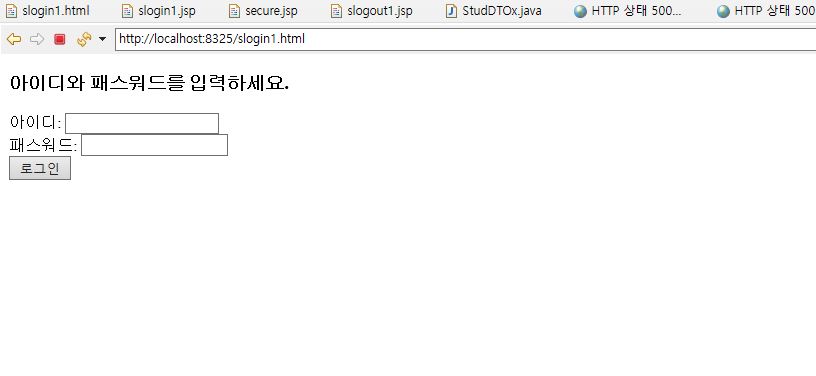 slogin1.html slogin1.jsp secure.jsp slogout1.jsp StudDTOx.java HTTP 상태 500... HTTP 상태 500
http://localhost:8325/slogin1.html
아이디와 패스워드를 입력하세요.
아이디:
패스워드:
로그인